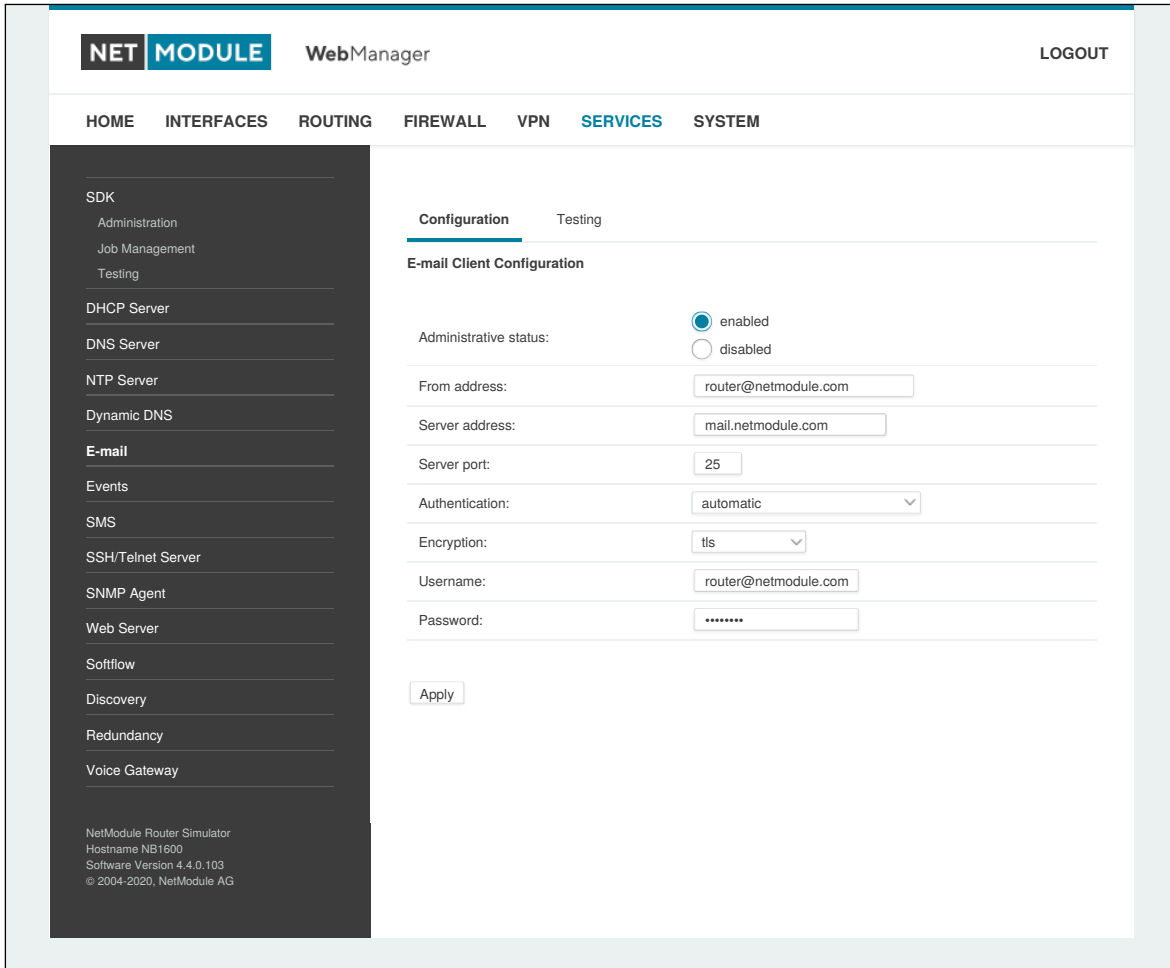 NET MODULE WebManager LOGOUT
HOME INTERFACES ROUTING FIREWALL VPN SERVICES SYSTEM
SDK
Administration
Job Management
Testing
DHCP Server
DNS Server
NTP Server
Dynamic DNS
E-mail
Events
SMS
SSH/Telnet Server
SNMP Agent
Web Server
Softflow
Discovery
Redundancy
Voice Gateway
NetModule Router Simulator
Hostname NB1600
Software Version 4.4.0.103
© 2004-2020, NetModule AG
Configuration Testing
E-mail Client Configuration
Administrative status:
enabled
disabled
From address: router@netmodule.com
Server address: mail.netmodule.com
Server port: 25
Authentication: automatic
Encryption: tls
Username: router@netmodule.com
Password: ••••••••
Apply